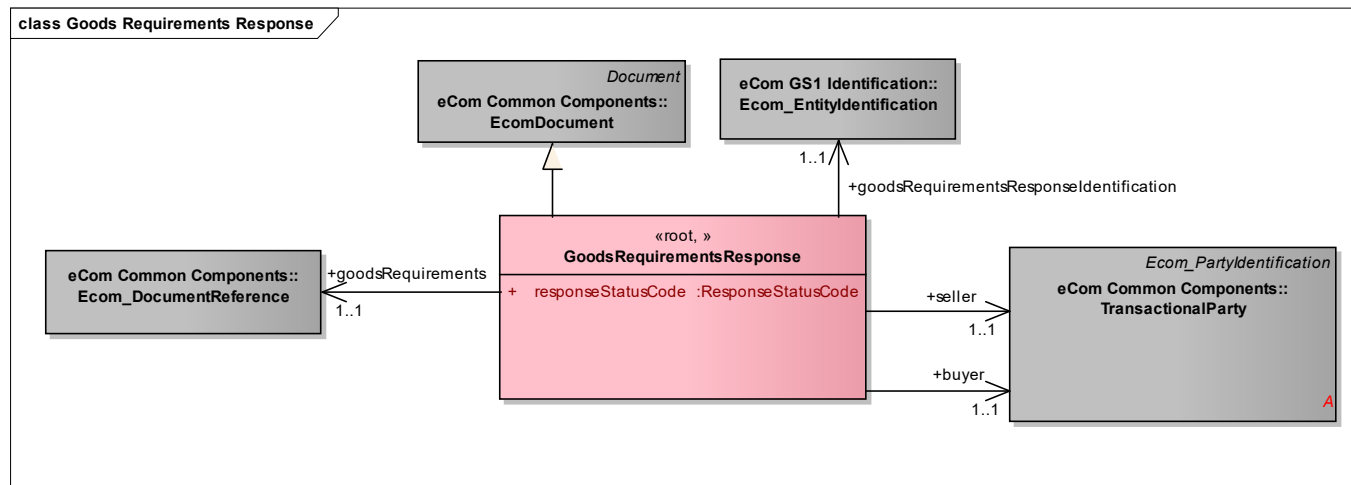 class Goods Requirements Response
Document
eCom Common Components::
EcomDocument
eCom GS1 Identification::
Ecom_EntityIdentification
1..1
+goodsRequirementsResponseIdentification
«root, »
GoodsRequirementsResponse
+ responseStatusCode :ResponseStatusCode
eCom Common Components::
Ecom_DocumentReference
+goodsRequirements
1..1
+seller
1..1
+buyer
1..1
Ecom_PartyIdentification
eCom Common Components::
TransactionalParty
A